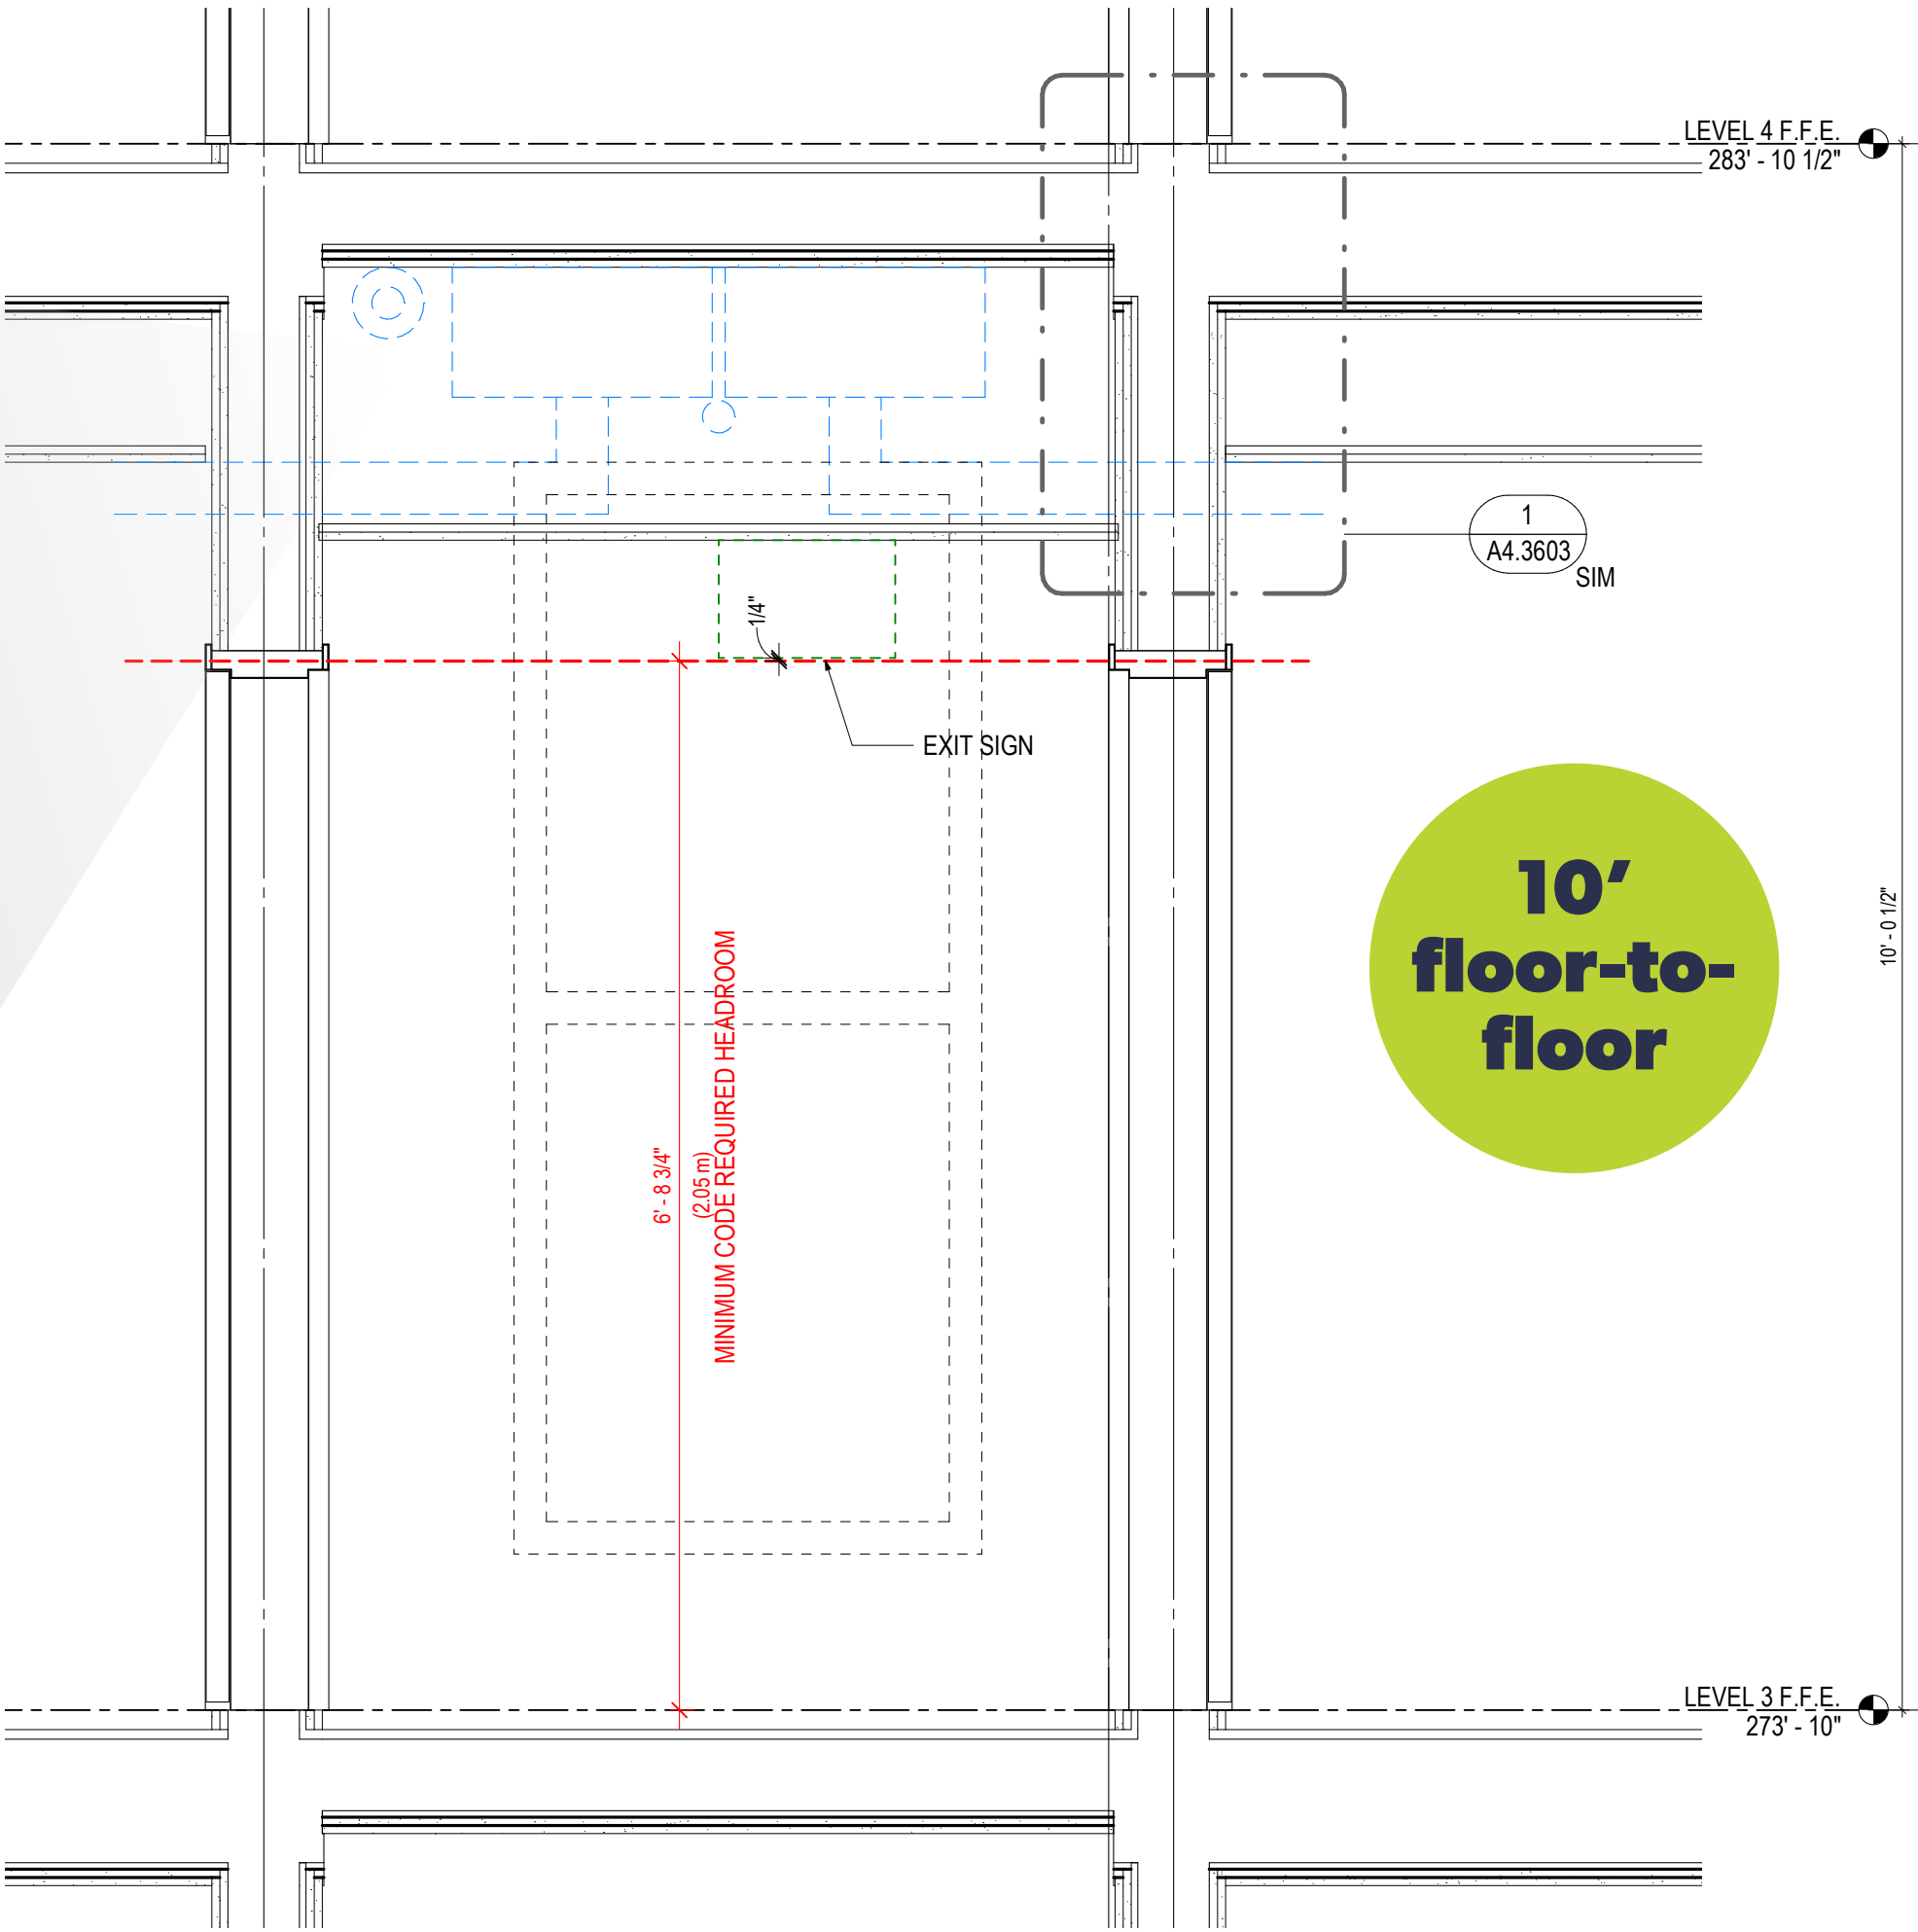 LEVEL 4 F.F.E.
283' - 10 1/2"
1
A4.3603
SIM
1/4"
EXIT SIGN
10'
floor-to-
floor
10' - 0 1/2"
6' - 8 3/4"
(2.05 m)
MINIMUM CODE REQUIRED HEADROOM
LEVEL 3 F.F.E.
273' - 10"